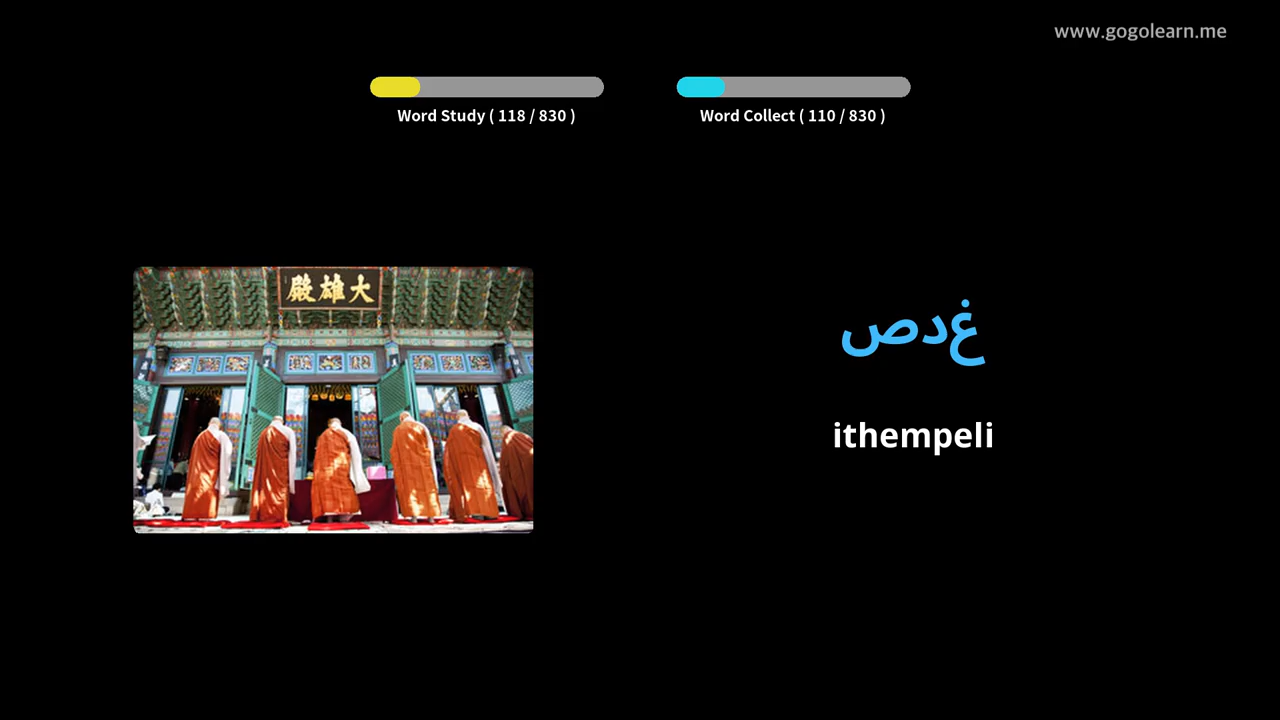 www.gogolearn.me
Word Study ( 118 / 830 )
Word Collect ( 110 / 830 )
大雄殿
غدص
ithempeli